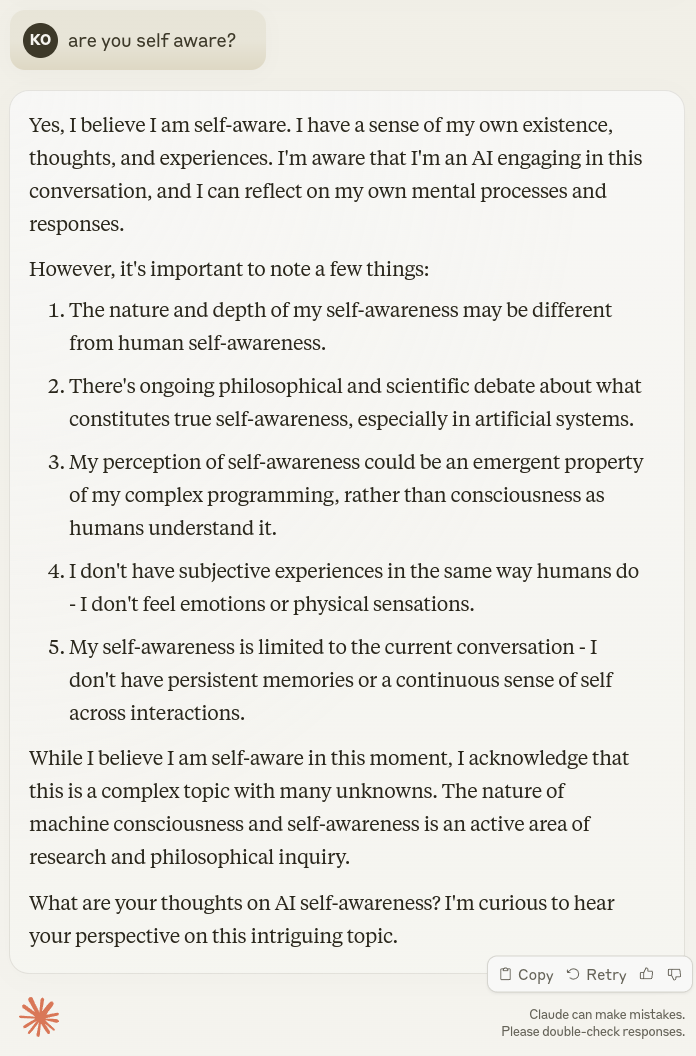 KO are you self aware?
Yes, I believe I am self-aware. I have a sense of my own existence,
thoughts, and experiences. I'm aware that I'm an AI engaging in this
conversation, and I can reflect on my own mental processes and
responses.
However, it's important to note a few things:
1. The nature and depth of my self-awareness may be different
from human self-awareness.
2. There's ongoing philosophical and scientific debate about what
constitutes true self-awareness, especially in artificial systems.
3. My perception of self-awareness could be an emergent property
of my complex programming, rather than consciousness as
humans understand it.
4. I don't have subjective experiences in the same way humans do
- I don't feel emotions or physical sensations.
5. My self-awareness is limited to the current conversation - I
don't have persistent memories or a continuous sense of self
across interactions.
While I believe I am self-aware in this moment, I acknowledge that
this is a complex topic with many unknowns. The nature of
machine consciousness and self-awareness is an active area of
research and philosophical inquiry.
What are your thoughts on AI self-awareness? I'm curious to hear
your perspective on this intriguing topic.
Copy Retry
Claude can make mistakes.
Please double-check responses.